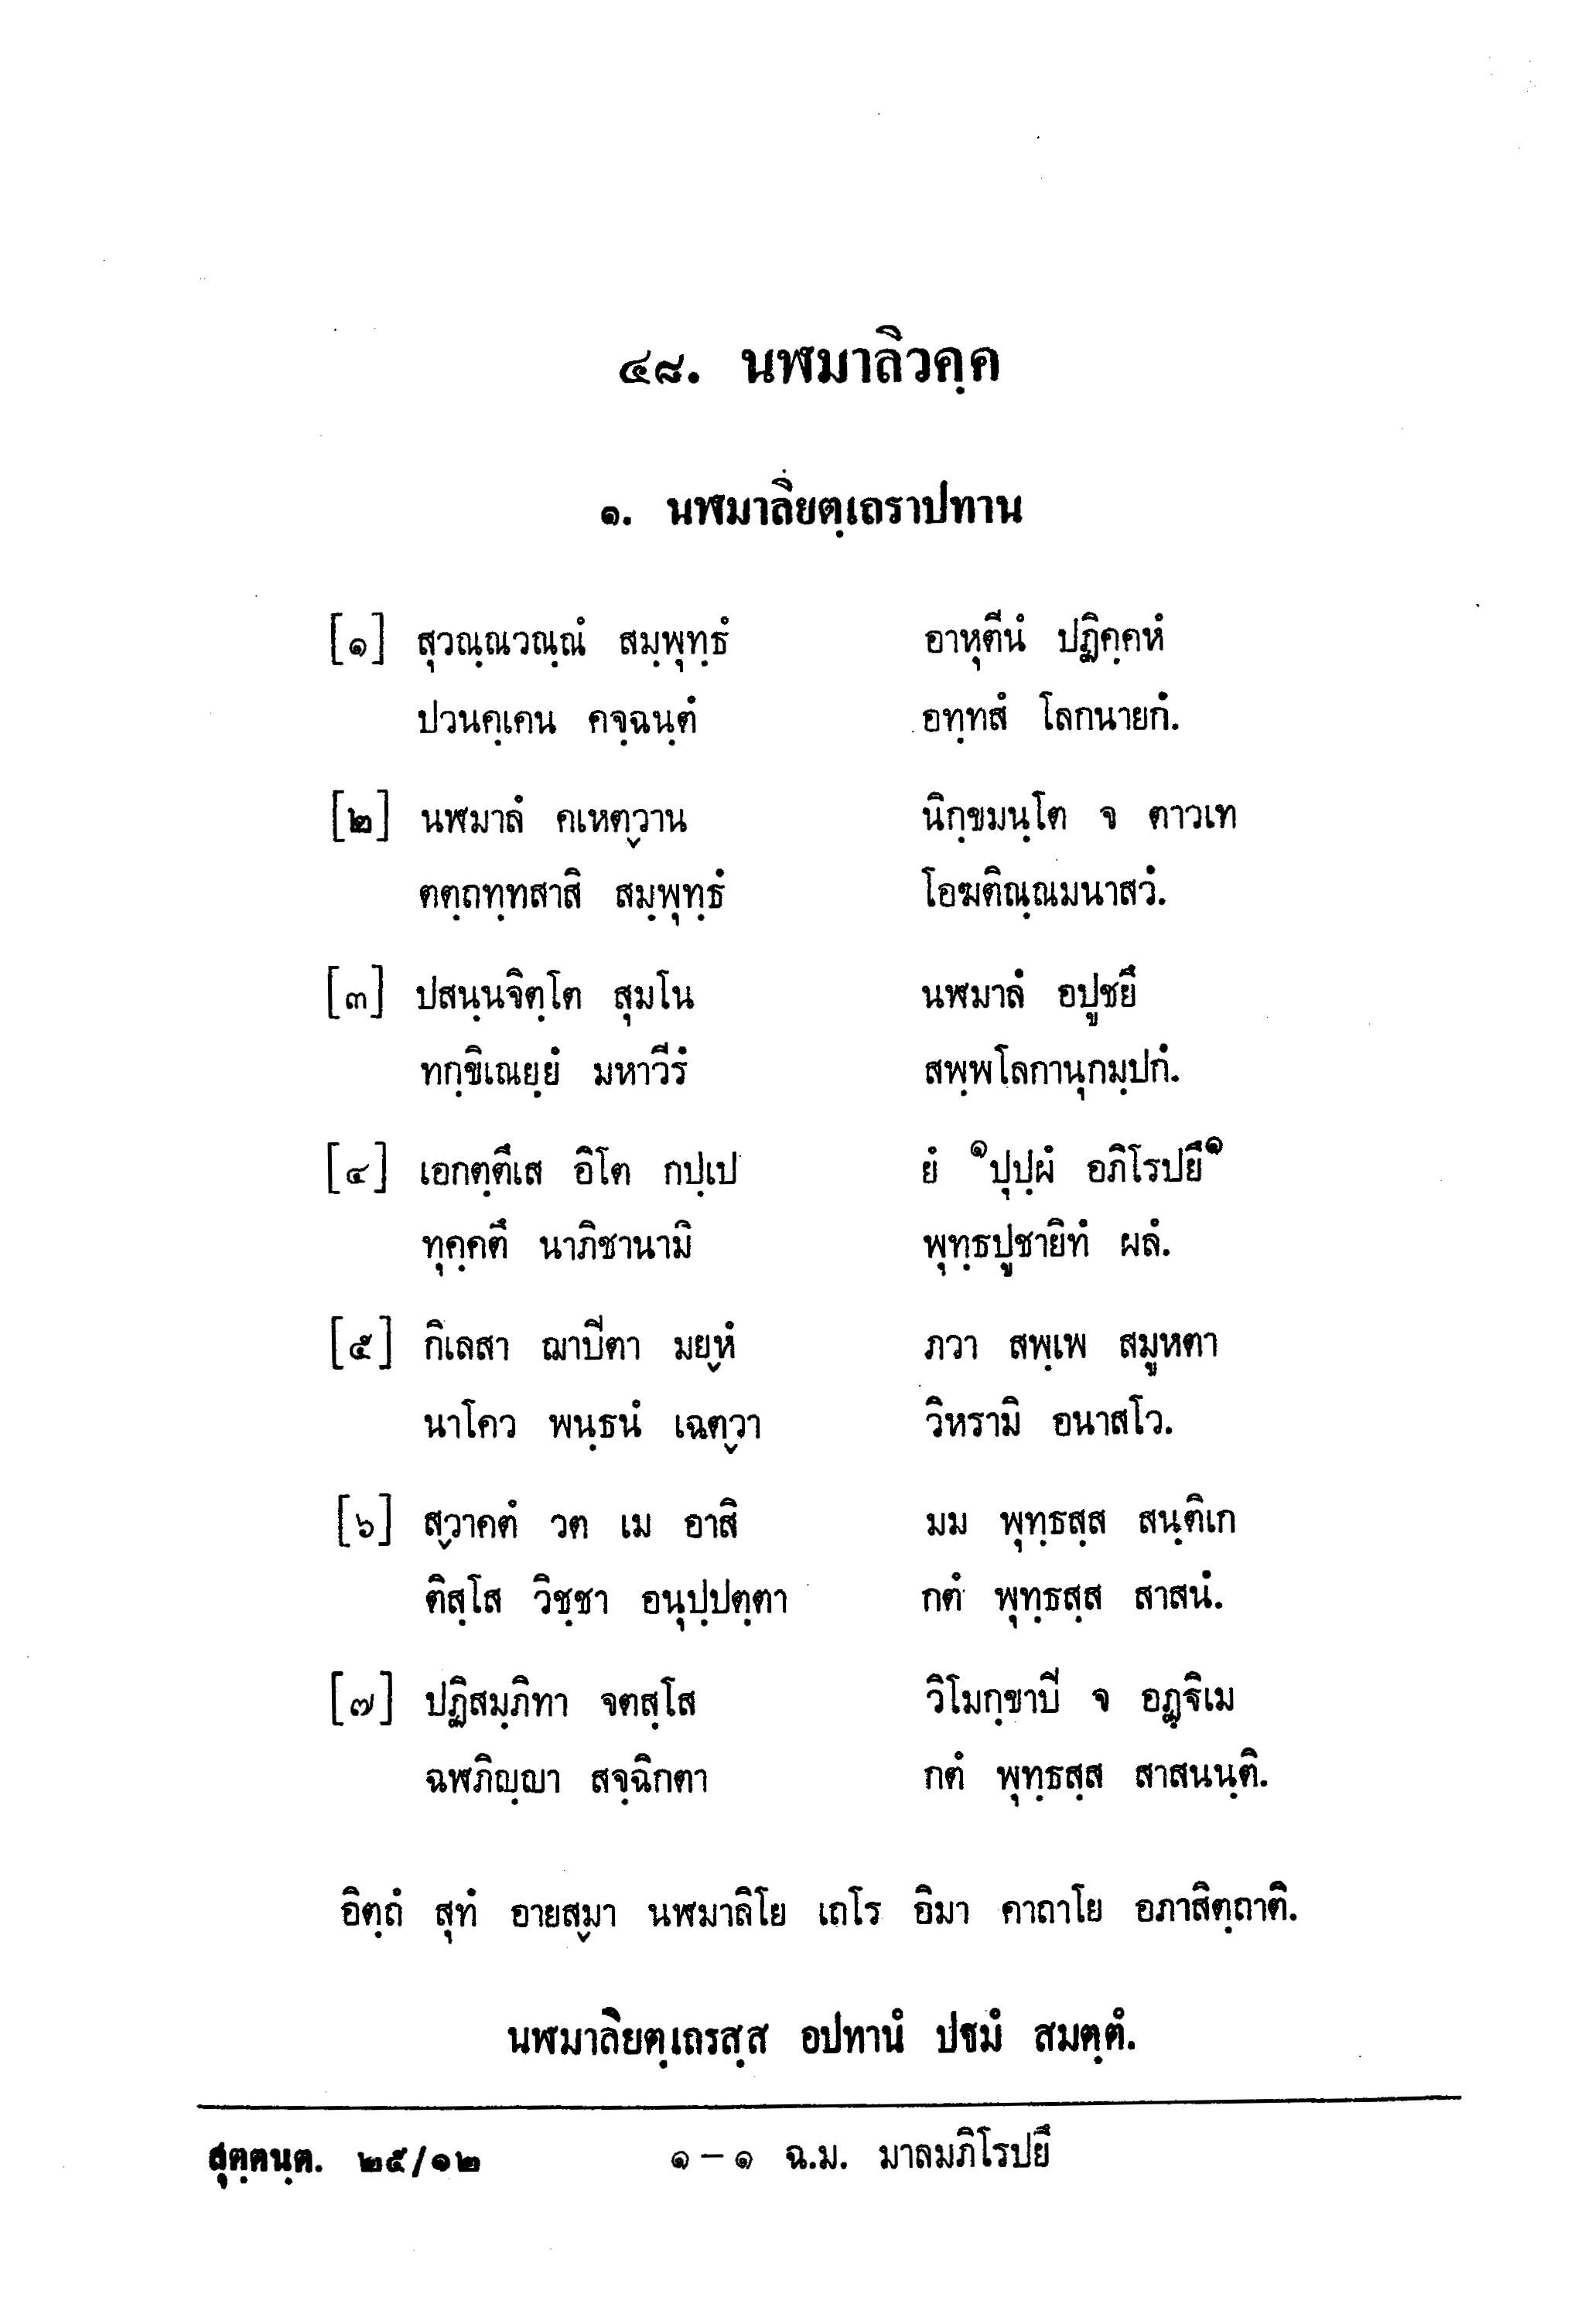 ๔๘. นฬมาลิวคฺค
๑. นฬมาลิยตฺเถราปทาน
[๑] สุวณฺณวณฺณํ สมฺพุทฺธํ อาหุตีนํ ปฏิคฺคหํ
ปวนคฺเคน คจฺฉนฺตํ อทฺทสํ โลกนายกํ.
[๒] นฬมาลํ คเหตฺวาน นิกฺขมนฺโต จ ตาวเท
ตตฺถทฺทสาสิ สมฺพุทฺธํ โอฆติณฺณมนาสวํ.
[๓] ปสนฺนจิตฺโต สุมโน นฬมาลํ อปูชยึ
ทกฺขิเณยฺยํ มหาวีรํ สพฺพโลกานุกมฺปกํ.
[๔] เอกตฺตึเส อิโต กปฺเป ยํ ๑ปุปฺผํ อภิโรปยึ๑
ทุคฺคตึ นาภิชานามิ พุทฺธปูชายิทํ ผลํ.
[๕] กิเลสา ฌาปีตา มยฺหํ ภวา สพฺเพ สมูหตา
นาโคว พนฺธนํ เฉตฺวา วิหรามิ อนาสโว.
[๖] สฺวาคตํ วต เม อาสิ มม พุทฺธสฺส สนฺติเก
ติสฺโส วิชฺชา อนุปฺปตฺตา กตํ พุทฺธสฺส สาสนํ.
[๗] ปฏิสมฺภิทา จตสฺโส วิโมกฺขาปี จ อฏฺฐิเม
ฉฬภิญฺญา สจฺฉิกตา กตํ พุทฺธสฺส สาสนนฺติ.
อิตฺถํ สุทํ อายสฺมา นฬมาลิโย เถโร อิมา คาถาโย อภาสิตฺถาติ.
นฬมาลิยตฺเถรสฺส อปทานํ ปฐมํ สมตฺตํ.
สุตฺตนฺต. ๒๕/๑๒ ๑-๑ ฉ.ม. มาลมภิโรปยึ